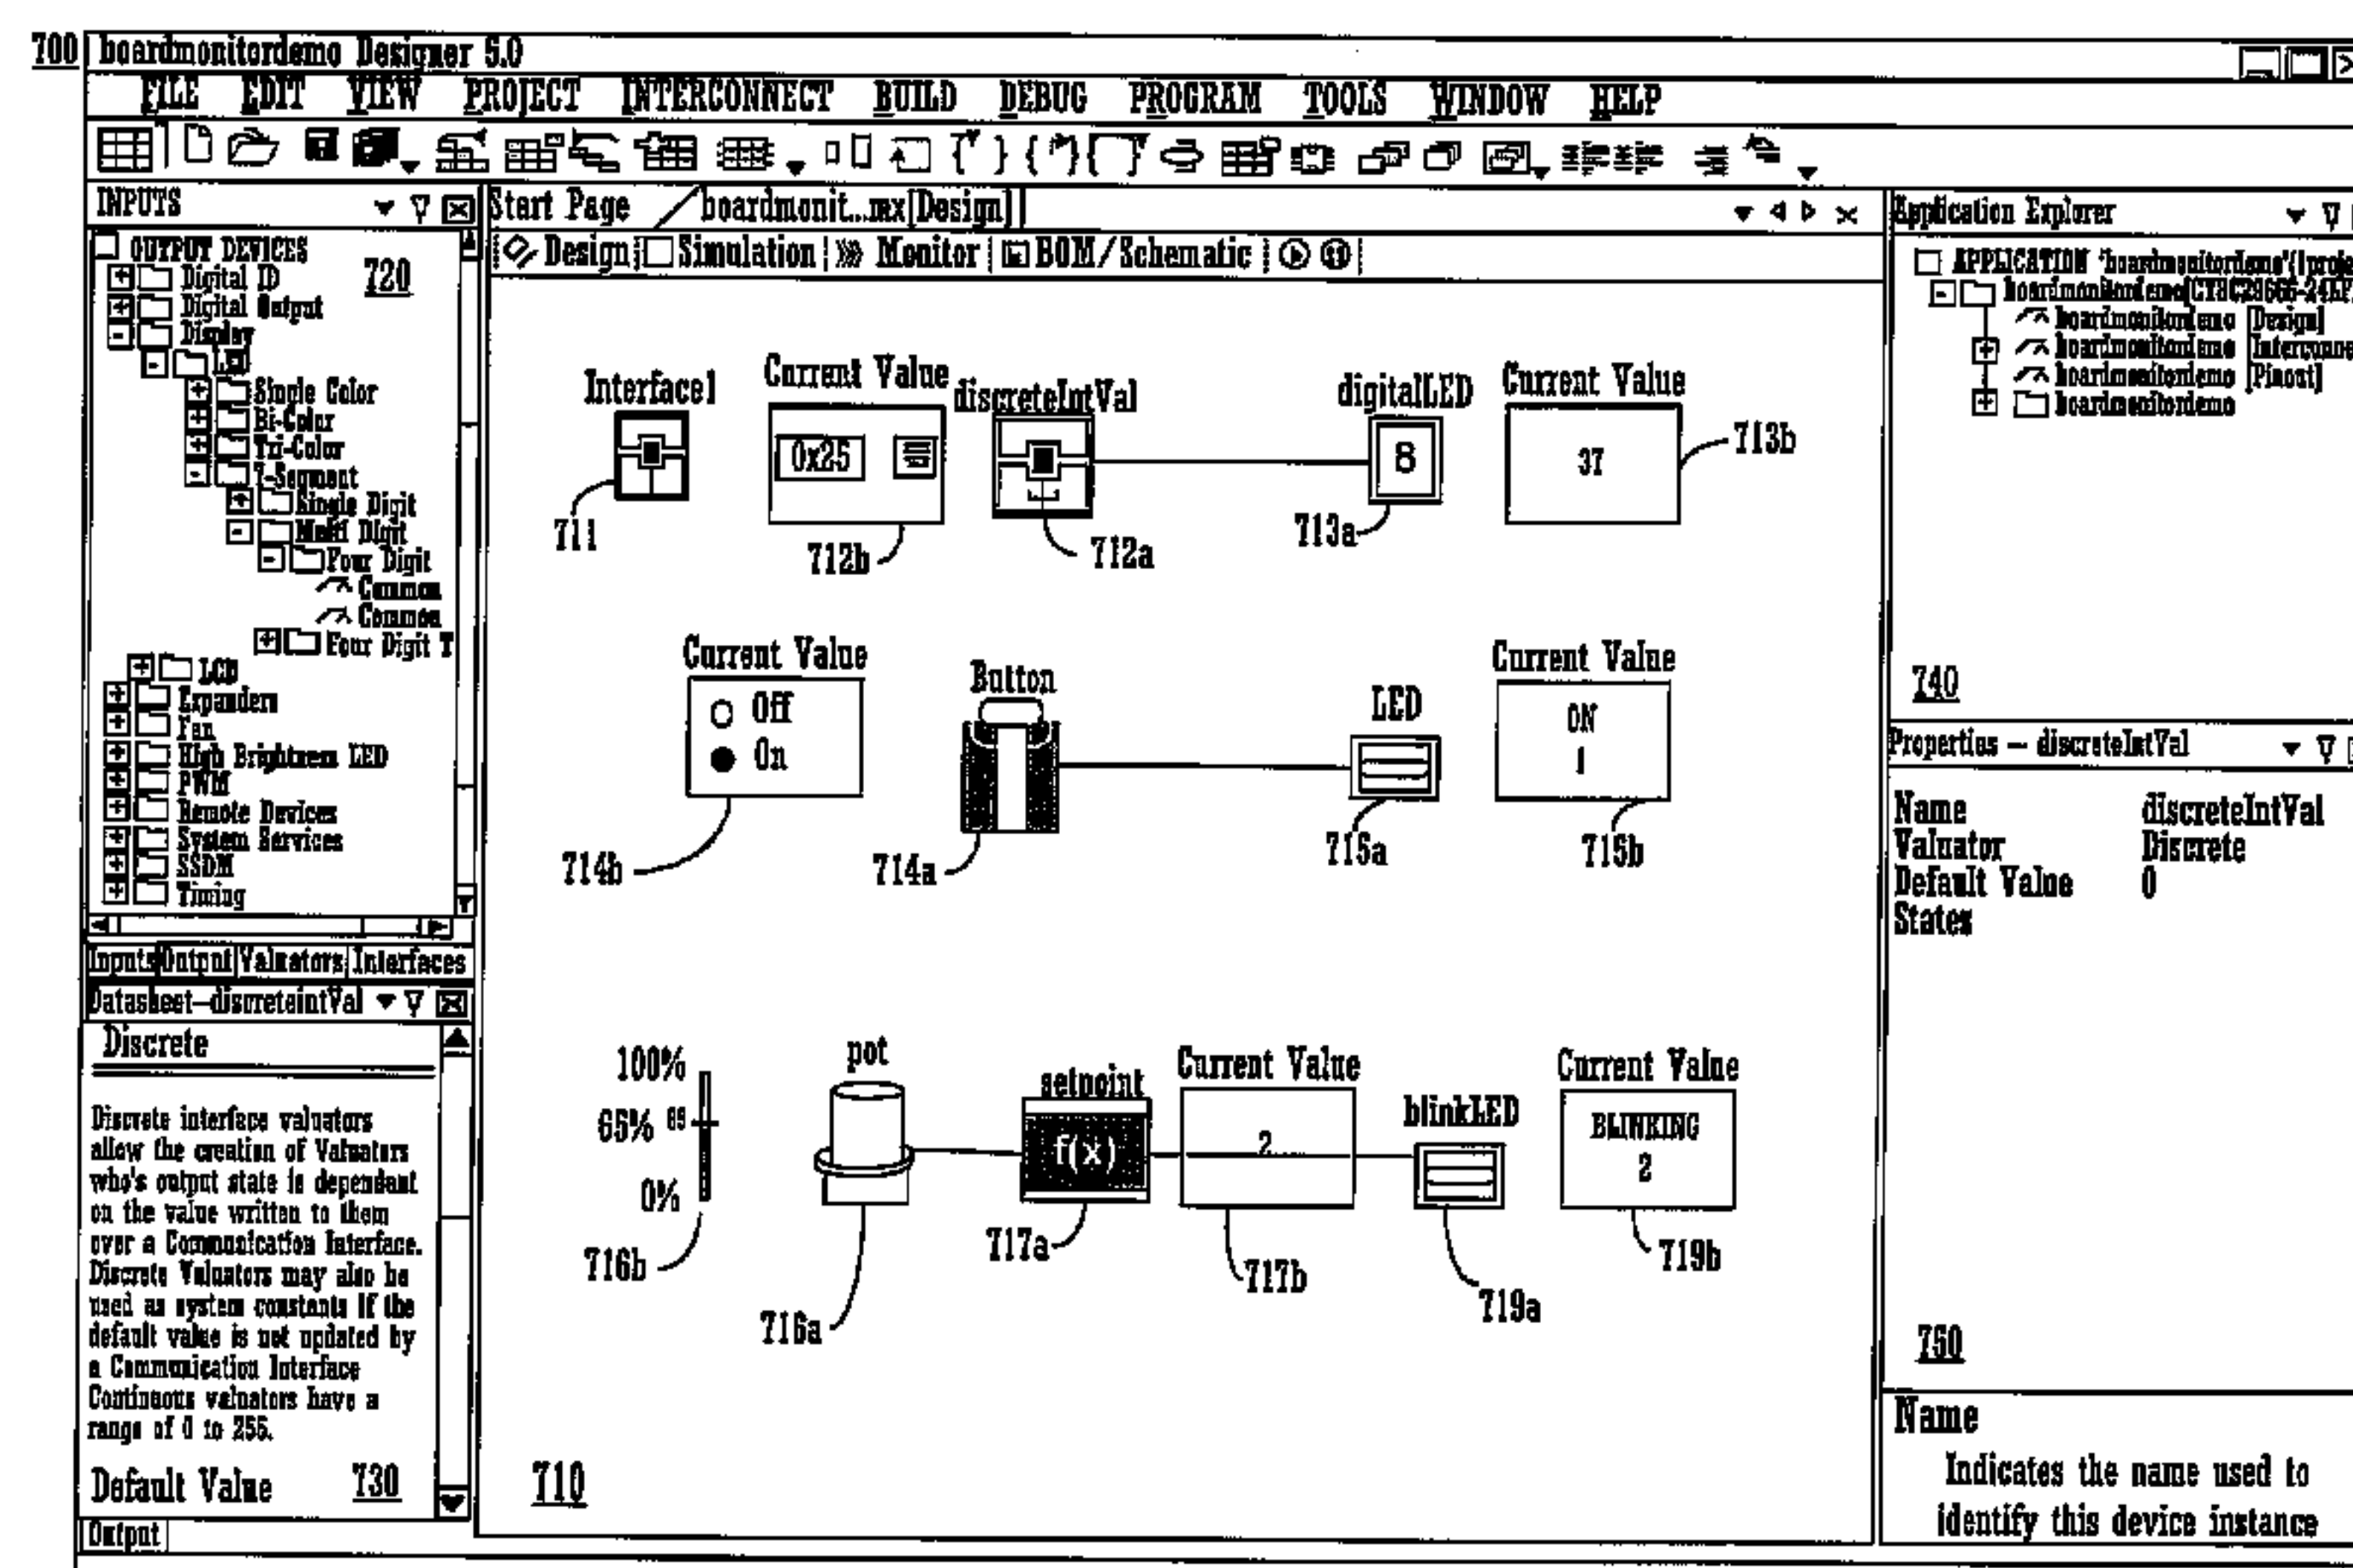 700
boardmonitordemo Designer 5.0
FILE EDIT VIEW PROJECT INTERCONNECT BUILD DEBUG PROGRAM TOOLS WINDOW HELP
INPUTS
OUTPUT DEVICES
720
Digital ID
Digital Output
Display
LED
Single Color
Bi-Color
Tri-Color
7-Segment
Single Digit
Multi Digit
Four Digit
Common
Common
Four Digit T
LCD
Expanders
Fan
High Brightness LED
PWM
Remote Devices
System Services
SSDM
Timing
Inputs Output Valuators Interfaces
Datasheet—discreteintVal
Discrete
Discrete interface valuators
allow the creation of Valuators
who's output state is dependant
on the value written to them
over a Communication Interface.
Discrete Valuators may also be
used as system constants if the
default value is not updated by
a Communication Interface
Continuous valuators have a
range of 0 to 255.
Default Value
730
Output
Start Page boardmonit...mx[Design]
Design Simulation Monitor BOM/Schematic
Interface1
711
Current Value
0x25
712b
discreteIntVal
712a
digitalLED
8
713a
Current Value
37
713b
Current Value
Off
On
714b
Button
714a
LED
715a
Current Value
ON
1
715b
100%
65%
0%
716b
pot
716a
setpoint
f(x)
717a
Current Value
2
717b
blinkLED
719a
Current Value
BLINKING
2
719b
710
Application Explorer
APPLICATION 'boardmonitordemo'(1proje
boardmonitordemo
boardmonitordemo [Design]
boardmonitordemo [Interconne
boardmonitordemo [Pinout]
boardmonitordemo
740
Properties — discreteIntVal
Name discreteIntVal
Valuator Discrete
Default Value 0
States
750
Name
Indicates the name used to
identify this device instance